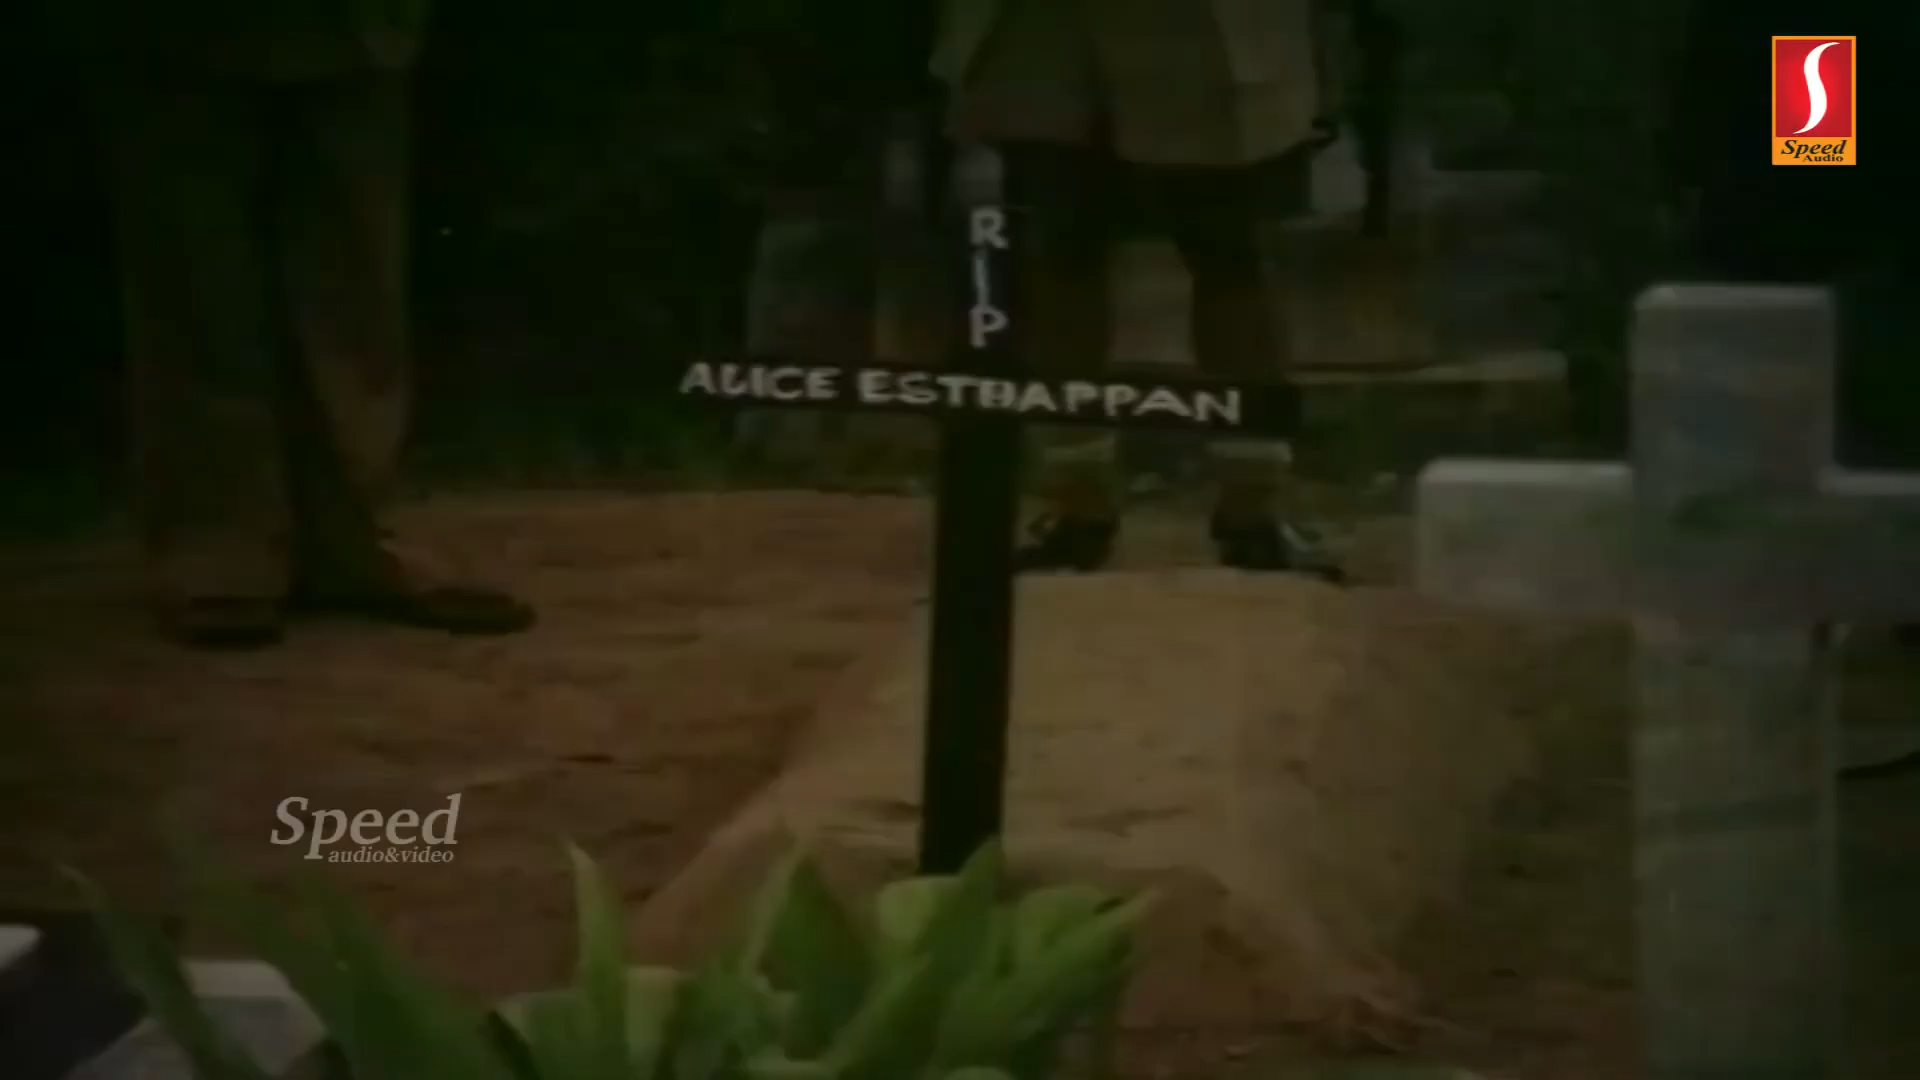 S
Speed
Audio
R
I
P
ALICE ESTHAPPAN
Speed
audio&video